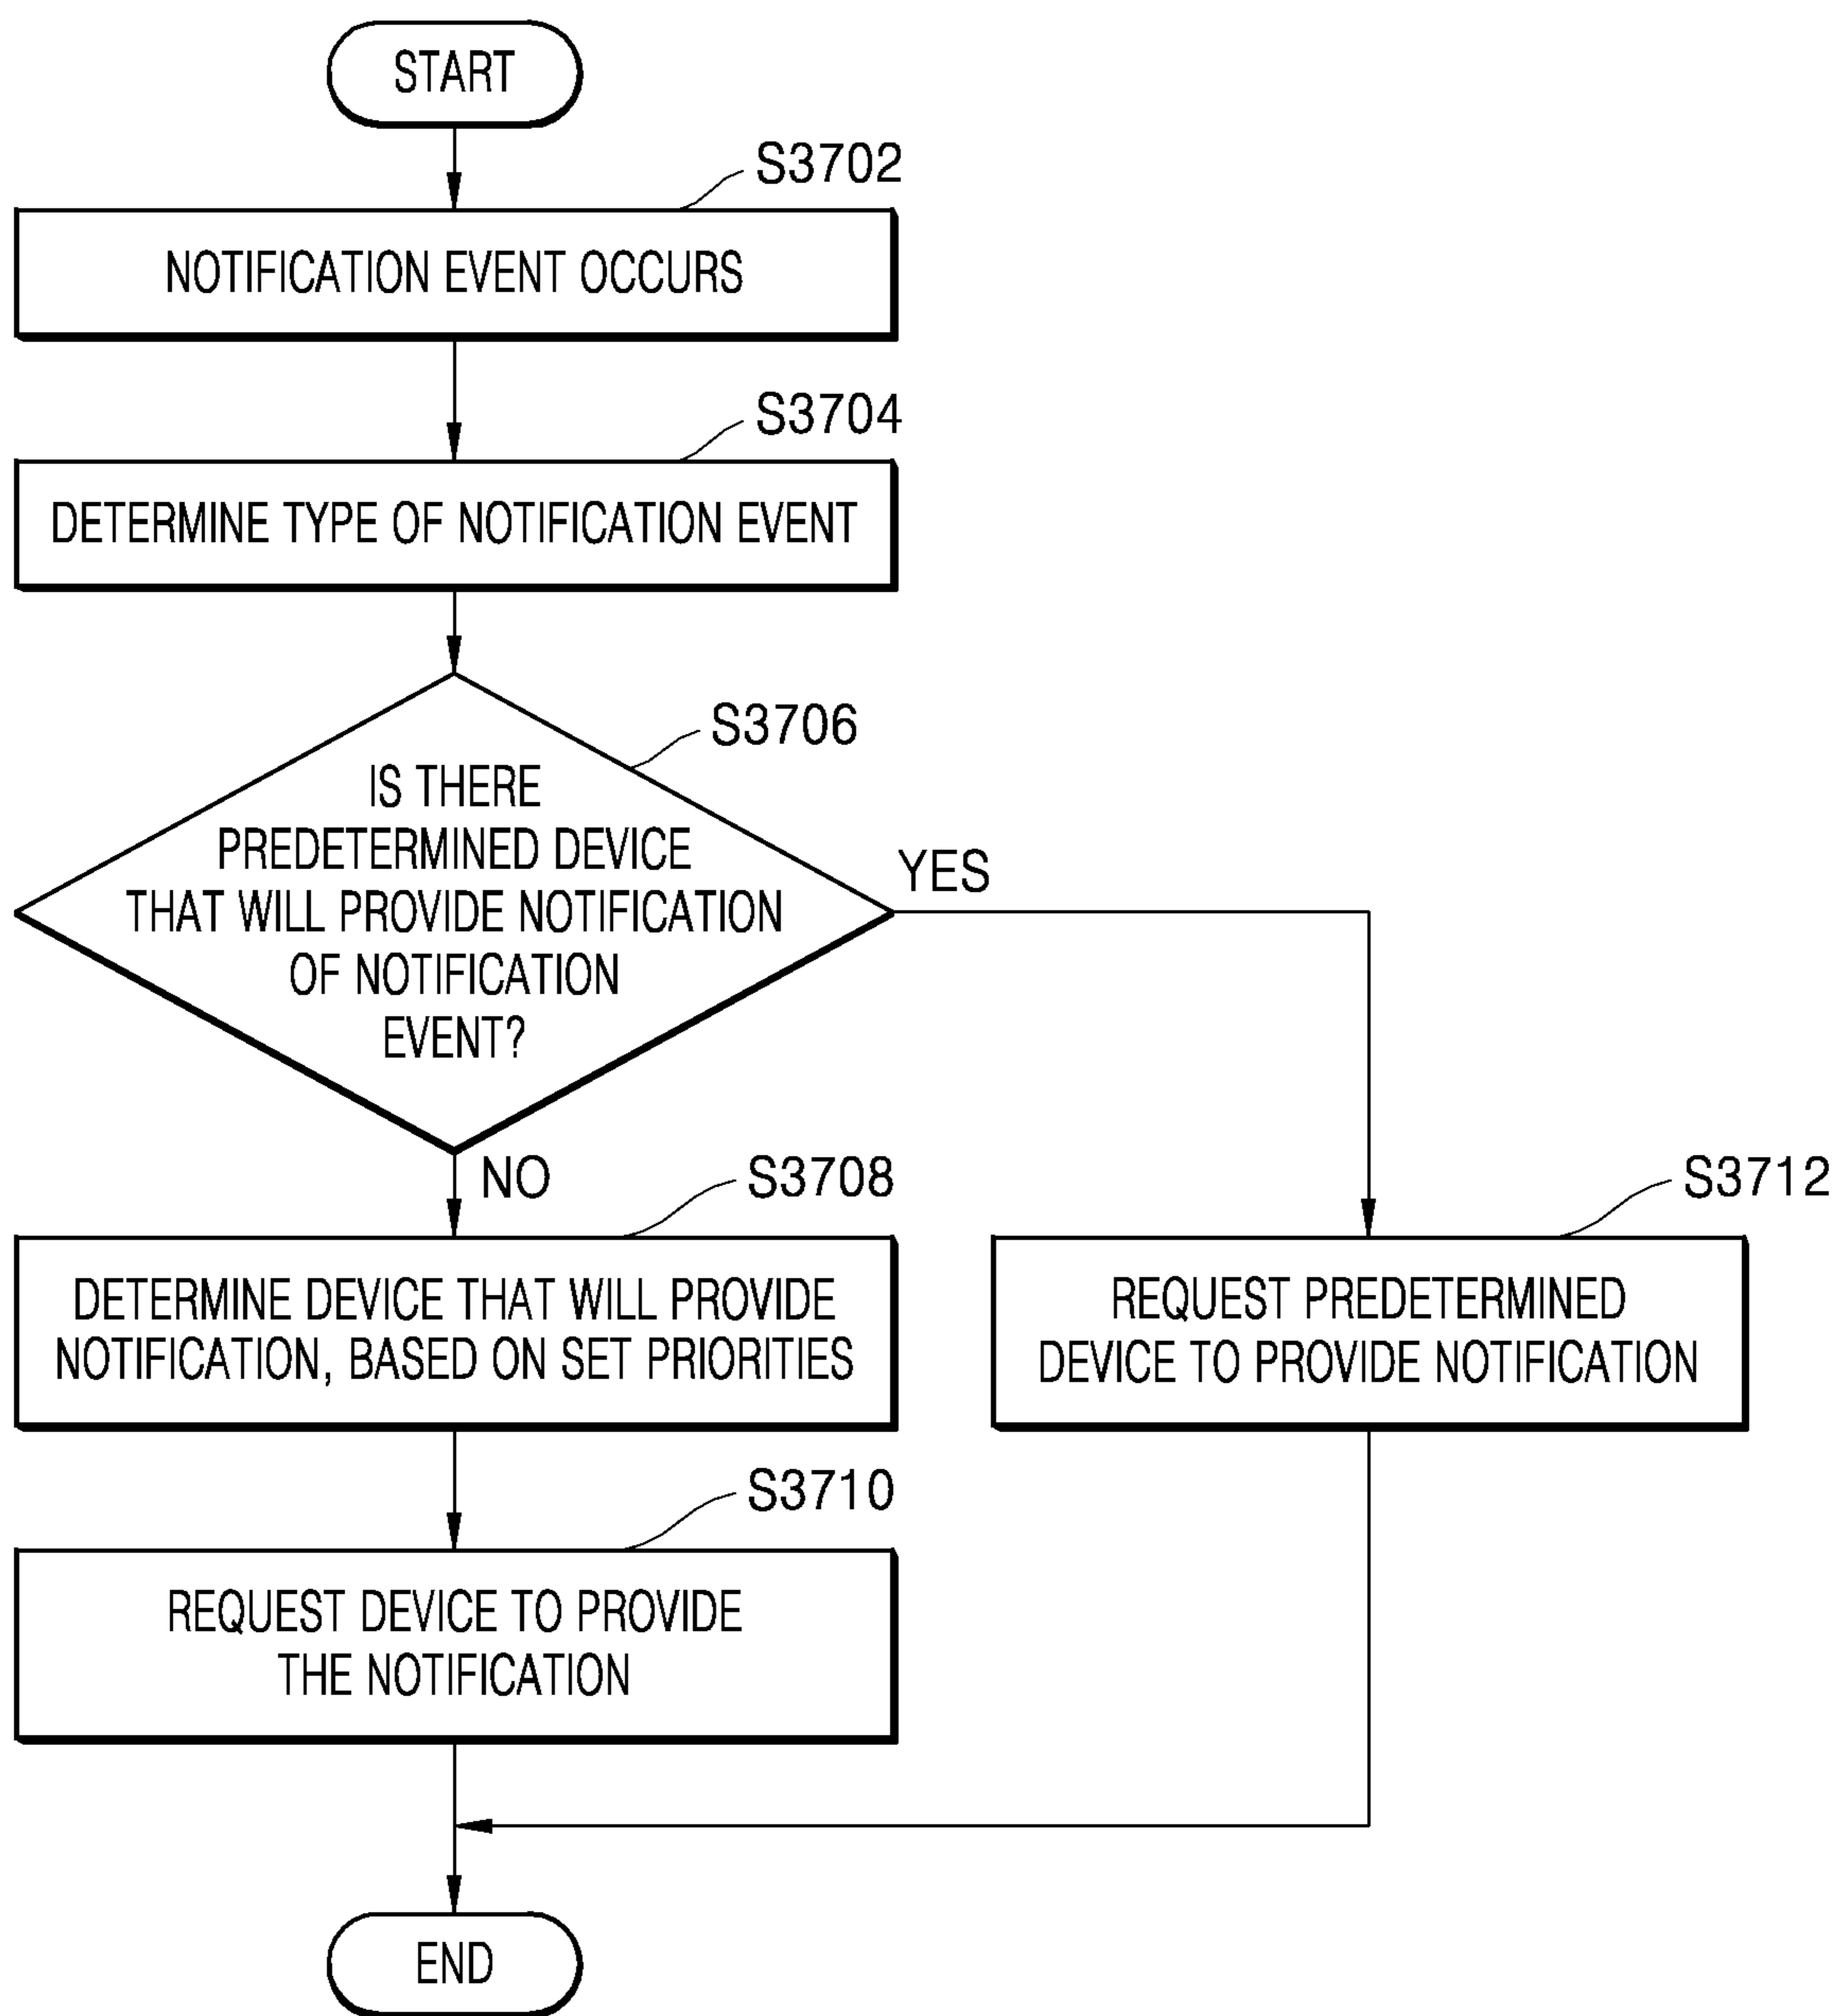 START
S3702
NOTIFICATION EVENT OCCURS
S3704
DETERMINE TYPE OF NOTIFICATION EVENT
S3706
IS THERE
PREDETERMINED DEVICE
THAT WILL PROVIDE NOTIFICATION
OF NOTIFICATION
EVENT?
YES
NO
S3708
DETERMINE DEVICE THAT WILL PROVIDE
NOTIFICATION, BASED ON SET PRIORITIES
S3712
REQUEST PREDETERMINED
DEVICE TO PROVIDE NOTIFICATION
S3710
REQUEST DEVICE TO PROVIDE
THE NOTIFICATION
END